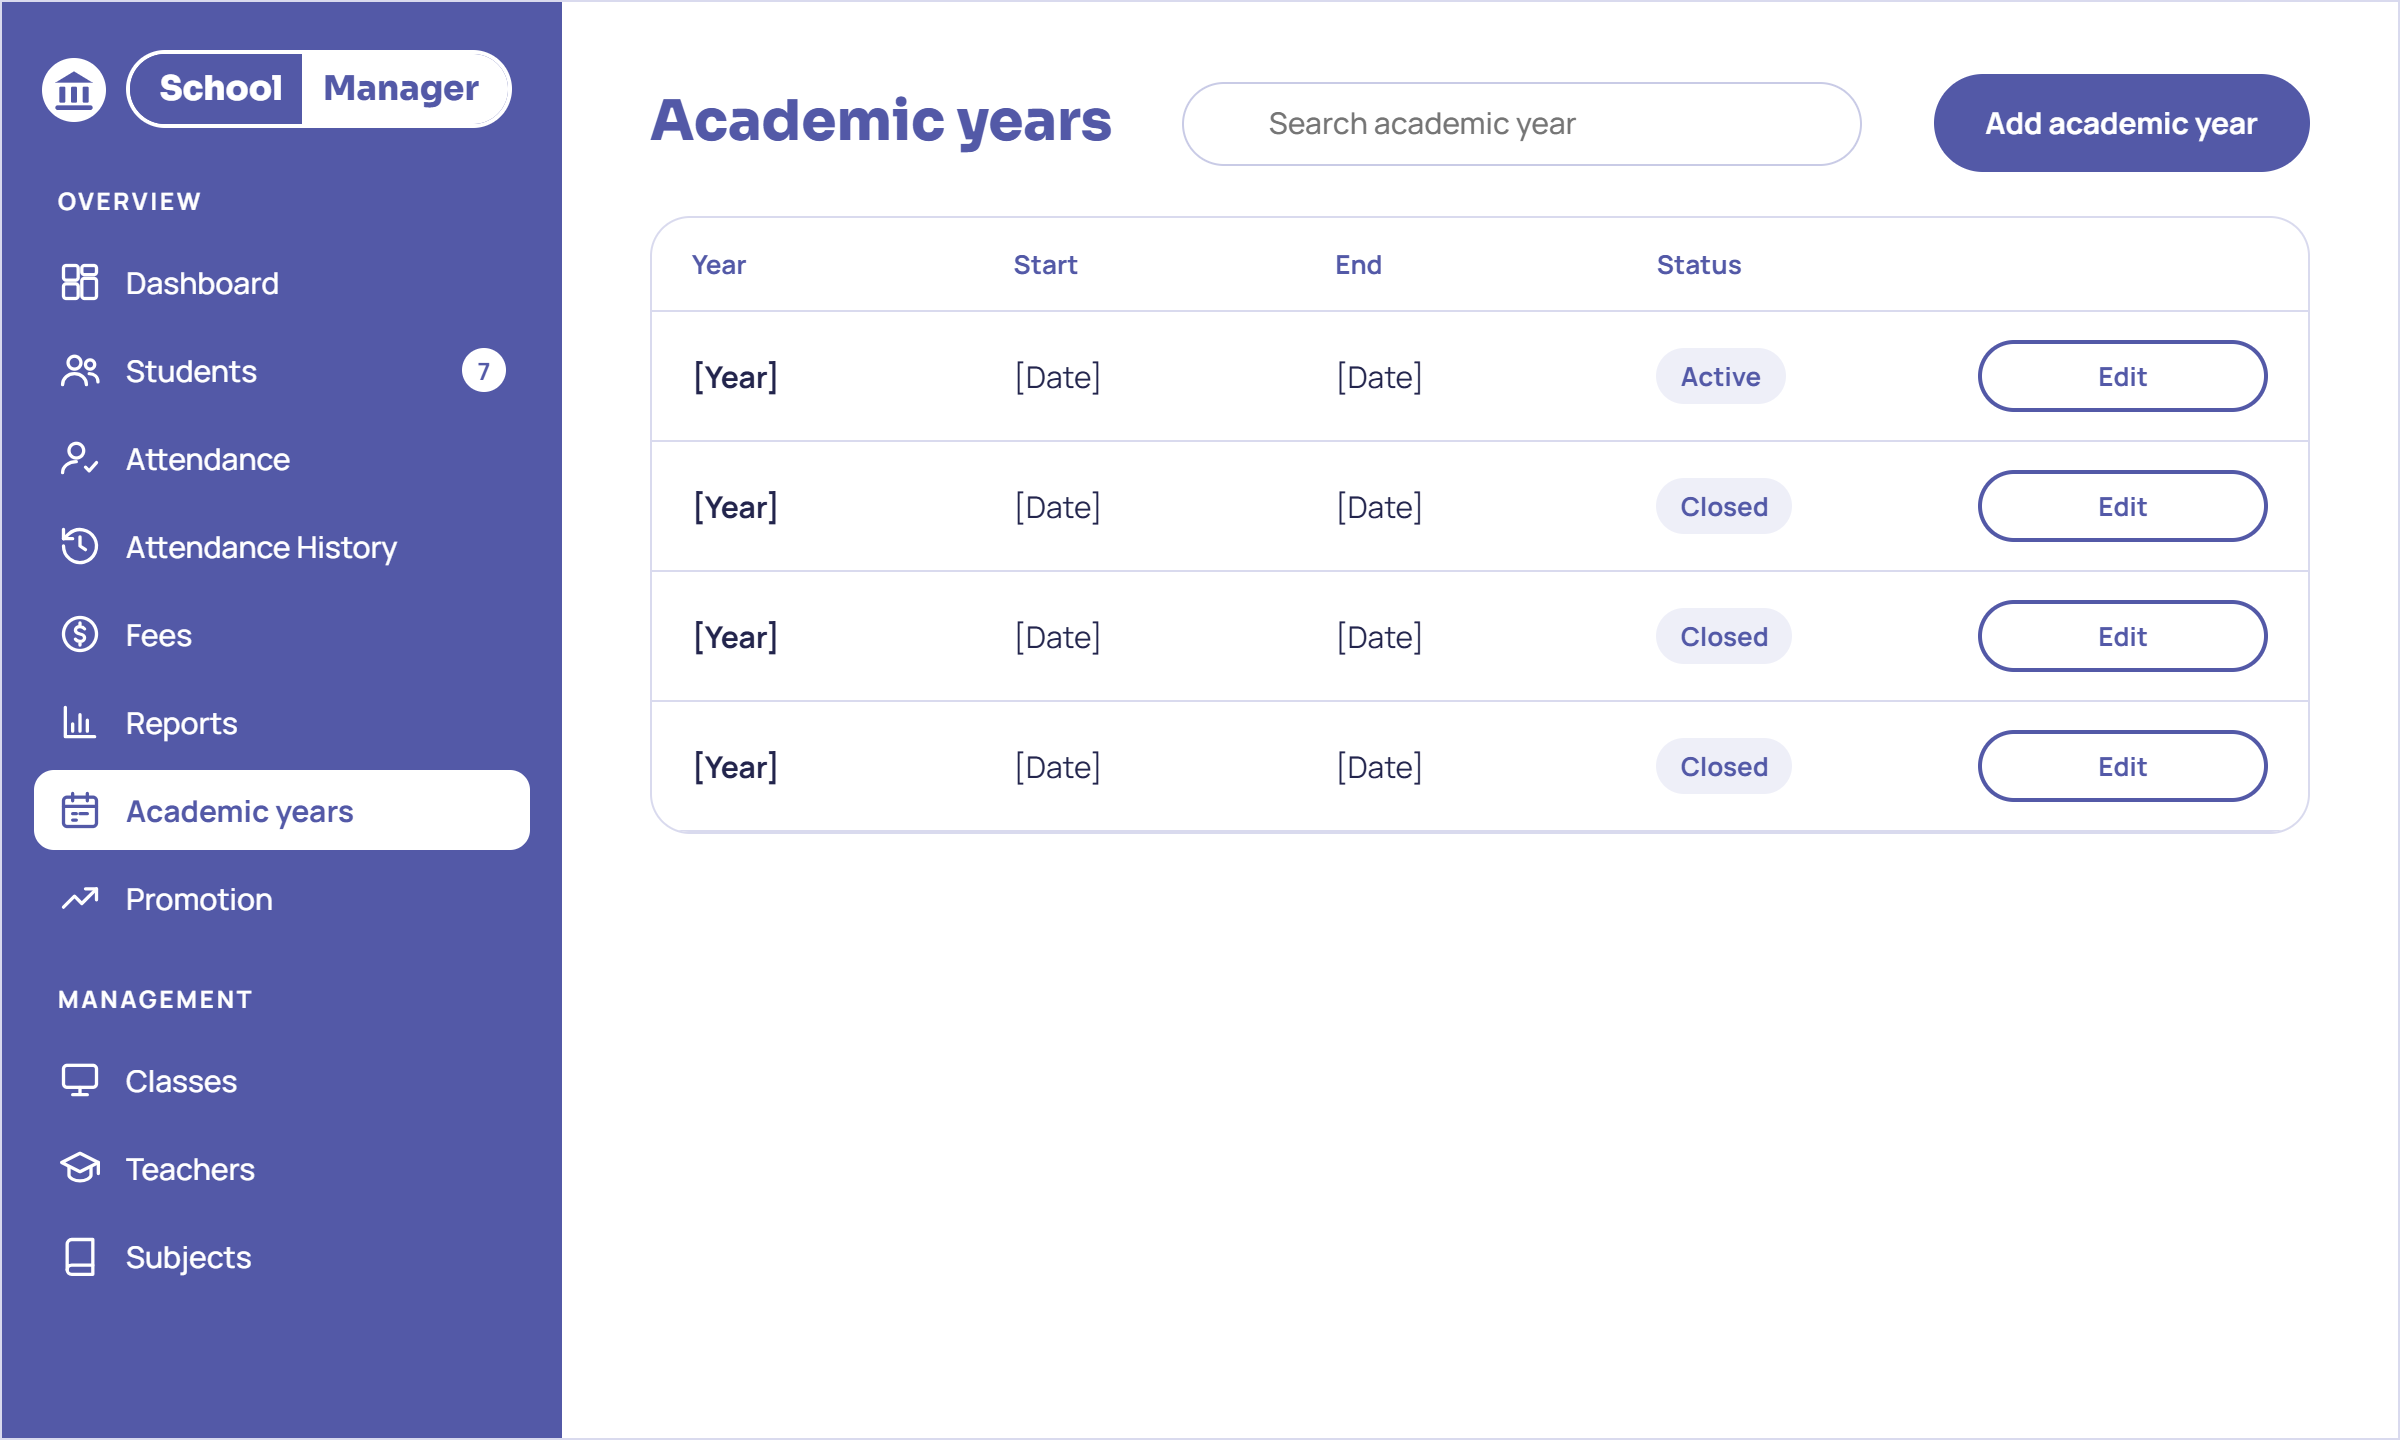 School Manager
OVERVIEW
Dashboard
Students 7
Attendance
Attendance History
Fees
Reports
Academic years
Promotion
MANAGEMENT
Classes
Teachers
Subjects
Academic years
Search academic year
Add academic year
Year Start End Status
[Year] [Date] [Date] Active Edit
[Year] [Date] [Date] Closed Edit
[Year] [Date] [Date] Closed Edit
[Year] [Date] [Date] Closed Edit